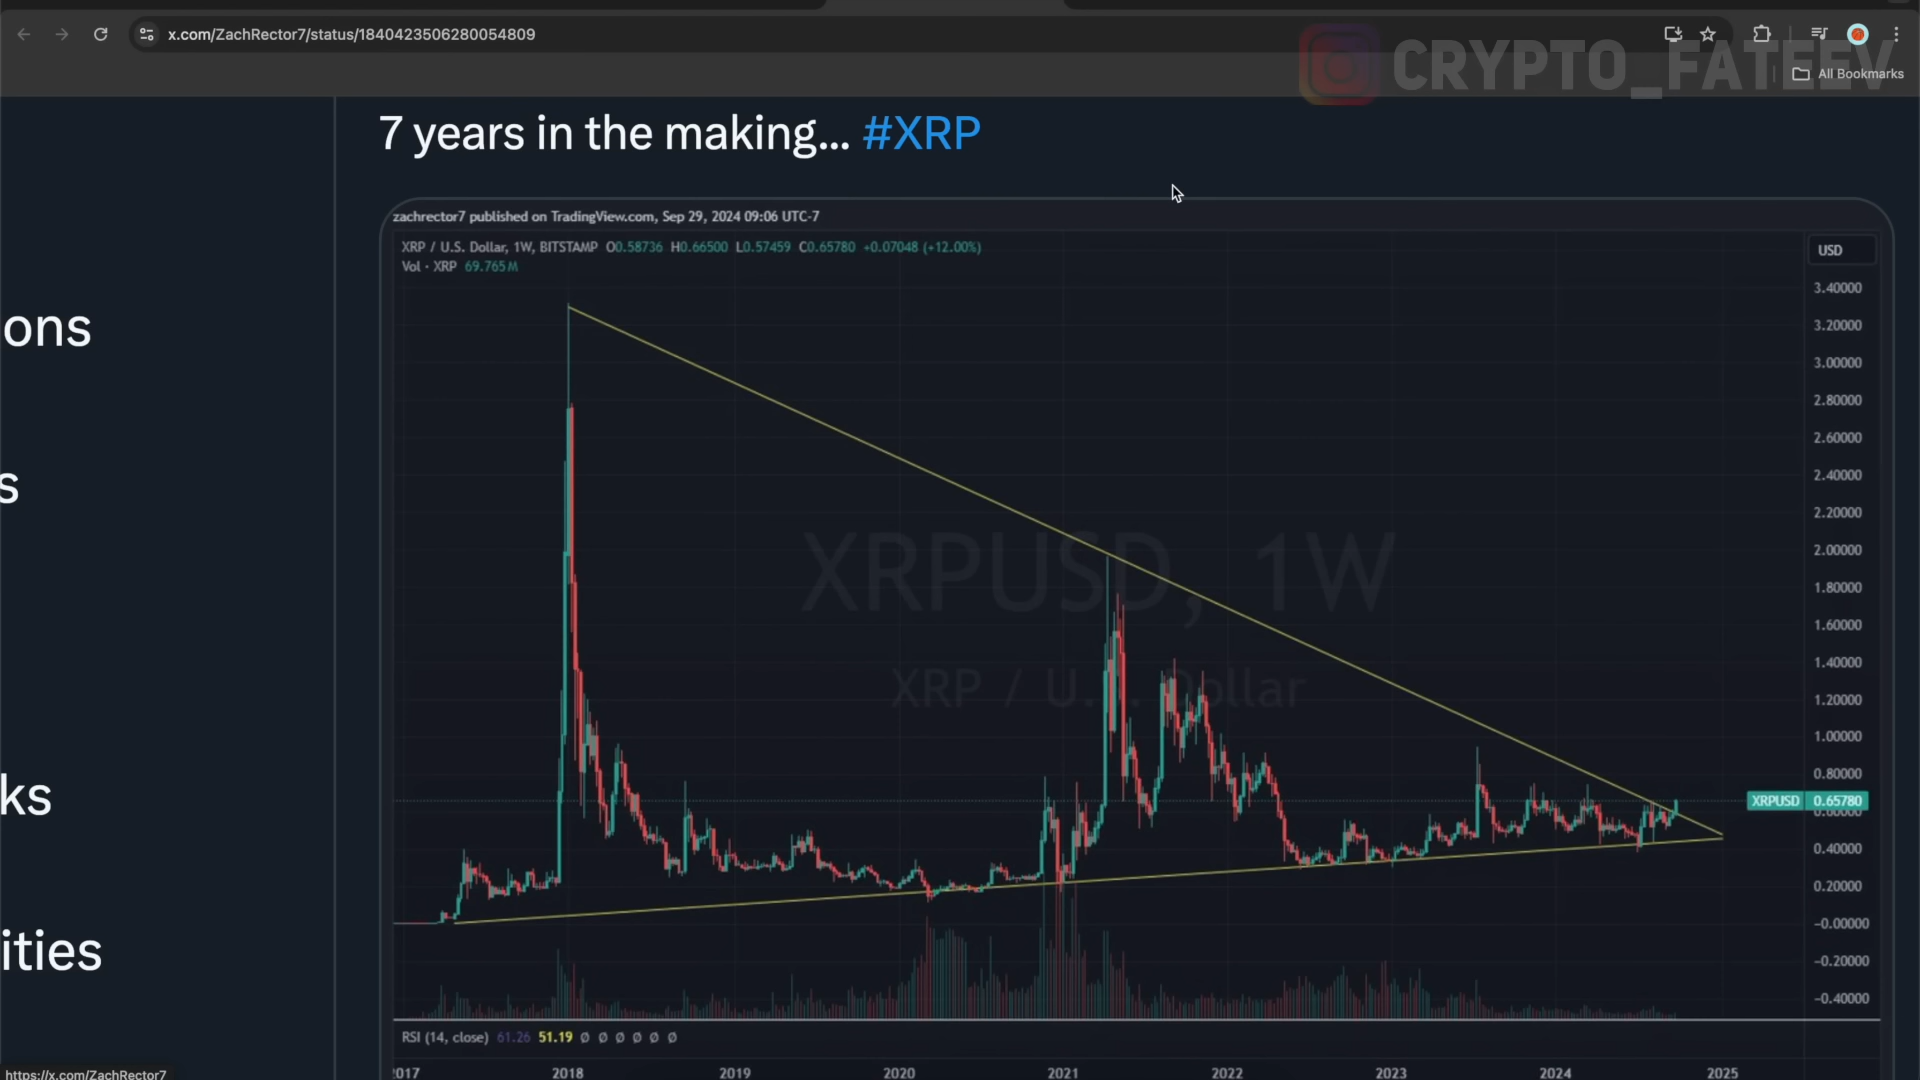 x.com/ZachRector7/status/1840423506280054809
CRYPTO_FATEEV
All Bookmarks
7 years in the making... #XRP
zachrector7 published on TradingView.com, Sep 29, 2024 09:06 UTC-7
XRP / U.S. Dollar, 1W, BITSTAMP O0.58736 H0.66500 L0.57459 C0.65780 +0.07048 (+12.00%)
Vol · XRP 69.765M
USD
3.40000
3.20000
3.00000
2.80000
2.60000
2.40000
2.20000
2.00000
1.80000
1.60000
1.40000
1.20000
1.00000
0.80000
XRPUSD 0.65780
0.60000
0.40000
0.20000
-0.00000
-0.20000
-0.40000
XRPUSD, 1W
XRP / U.S. Dollar
ons
s
ks
ities
RSI (14, close) 61.26 51.19 Ø Ø Ø Ø Ø Ø
2017 2018 2019 2020 2021 2022 2023 2024 2025
https://x.com/ZachRector7